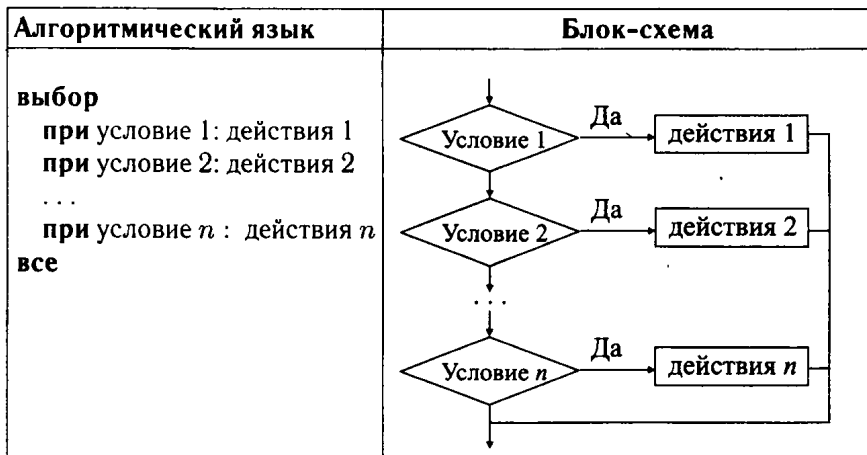 Алгоритмический язык
Блок-схема
выбор
при условие 1: действия 1
при условие 2: действия 2
...
при условие n : действия n
все
Условие 1
Да
действия 1
Условие 2
Да
действия 2
...
Условие n
Да
действия n